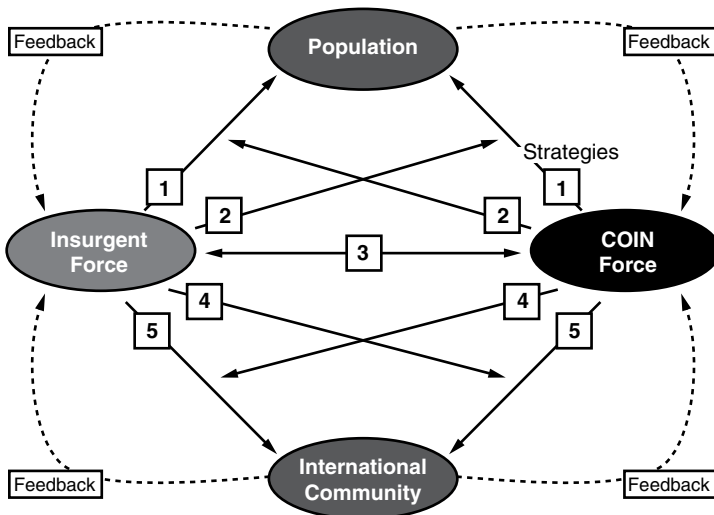 Feedback
Population
Feedback
Strategies
1
1
2
2
Insurgent
Force
3
COIN
Force
4
4
5
5
International
Community
Feedback
Feedback